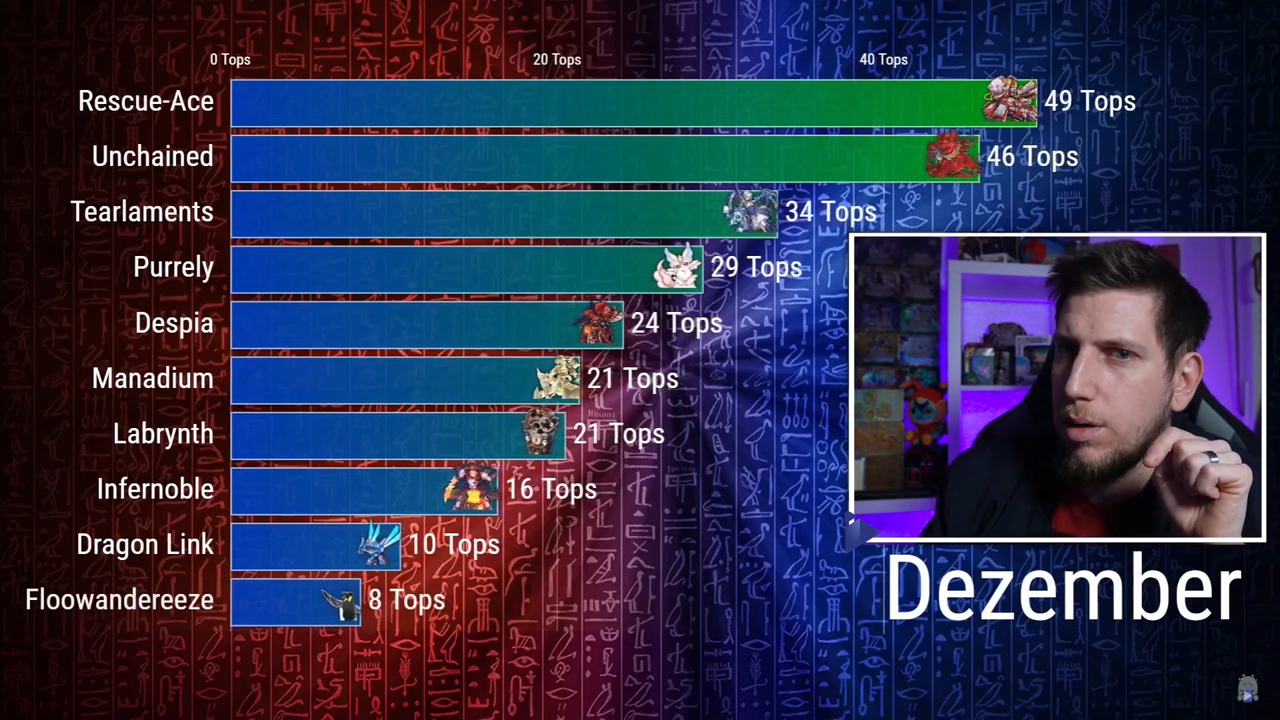 0 Tops 20 Tops 40 Tops
Rescue-Ace 49 Tops
Unchained 46 Tops
Tearlaments 34 Tops
Purrely 29 Tops
Despia 24 Tops
Manadium 21 Tops
Labrynth 21 Tops
Infernoble 16 Tops
Dragon Link 10 Tops
Floowandereeze 8 Tops
Dezember